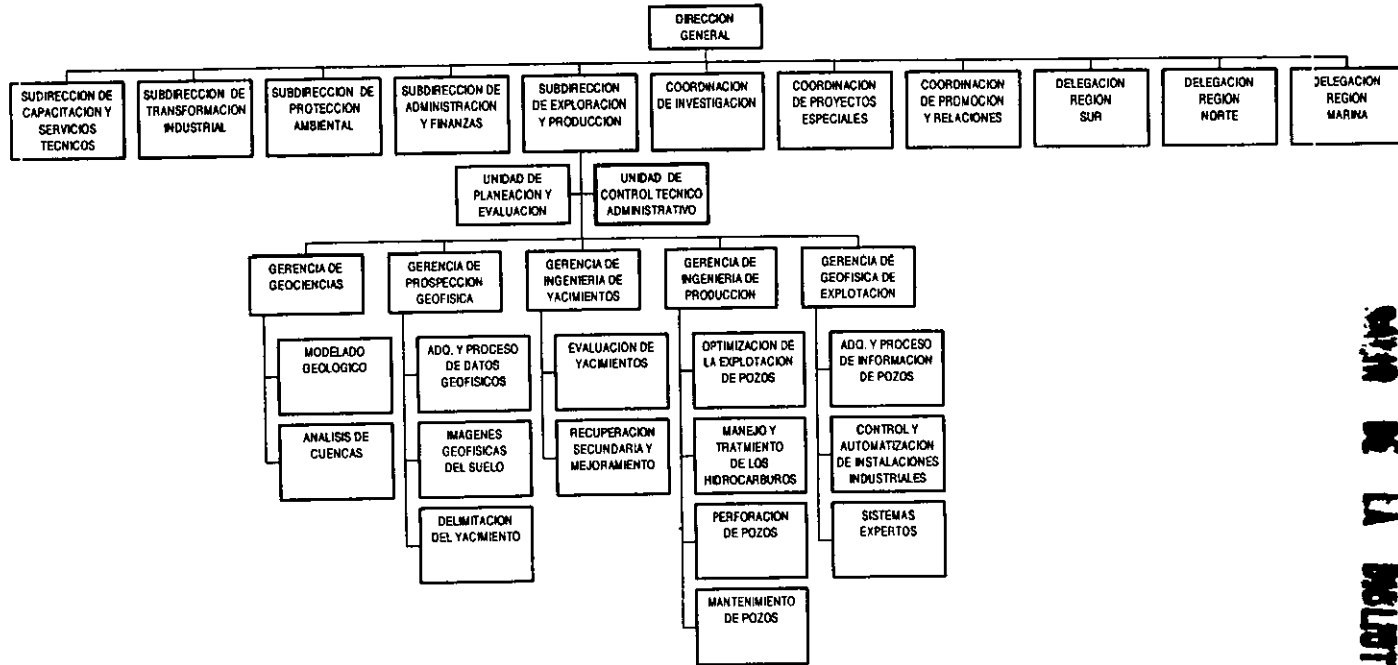 DIRECCION
GENERAL
SUDIRECCION DE
CAPACITACION Y
SERVICIOS
TECNICOS
SUBDIRECCION DE
TRANSFORMACION
INDUSTRIAL
SUBDIRECCION DE
PROTECCION
AMBIENTAL
SUBDIRECCION DE
ADMINISTRACION
Y FINANZAS
SUBDIRECCION
DE EXPLORACION
Y PRODUCCION
COORDINACION
DE INVESTIGACION
COORDINACION
DE PROYECTOS
ESPECIALES
COORDINACION
DE PROMOCION
Y RELACIONES
DELEGACION
REGION
SUR
DELEGACION
REGION
NORTE
DELEGACION
REGION
MARINA
UNIDAD DE
PLANEACION Y
EVALUACION
UNIDAD DE
CONTROL TECNICO
ADMINISTRATIVO
GERENCIA DE
GEOCIENCIAS
GERENCIA DE
PROSPECCION
GEOFISICA
GERENCIA DE
INGENIERIA DE
YACIMIENTOS
GERENCIA DE
INGENIERIA DE
PRODUCCION
GERENCIA DE
GEOFISICA DE
EXPLOTACION
MODELADO
GEOLOGICO
ANALISIS DE
CUENCAS
ADQ. Y PROCESO
DE DATOS
GEOFISICOS
IMAGENES
GEOFISICAS
DEL SUELO
DELIMITACION
DEL YACIMIENTO
EVALUACION DE
YACIMIENTOS
RECUPERACION
SECUNDARIA Y
MEJORAMIENTO
OPTIMIZACION DE
LA EXPLOTACION
DE POZOS
MANEJO Y
TRATMIENTO
DE LOS
HIDROCARBUROS
PERFORACION
DE POZOS
MANTENIMIENTO
DE POZOS
ADQ. Y PROCESO
DE INFORMACION
DE POZOS
CONTROL Y
AUTOMATIZACION
DE INSTALACIONES
INDUSTRIALES
SISTEMAS
EXPERTOS
DE LA